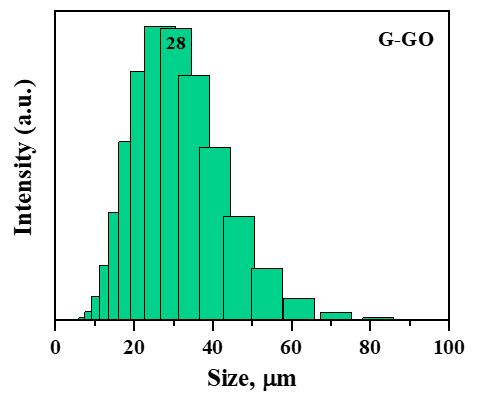 G-GO
28
Intensity (a.u.)
0 20 40 60 80 100
Size, μm